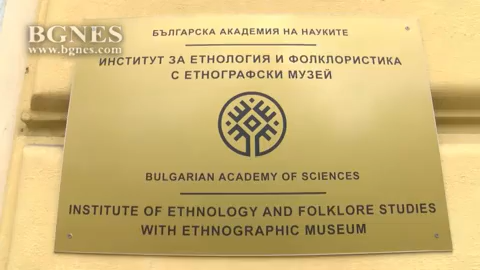 BGNES
www.bgnes.com
БЪЛГАРСКА АКАДЕМИЯ НА НАУКИТЕ
ИНСТИТУТ ЗА ЕТНОЛОГИЯ И ФОЛКЛОРИСТИКА
С ЕТНОГРАФСКИ МУЗЕЙ
BULGARIAN ACADEMY OF SCIENCES
INSTITUTE OF ETHNOLOGY AND FOLKLORE STUDIES
WITH ETHNOGRAPHIC MUSEUM